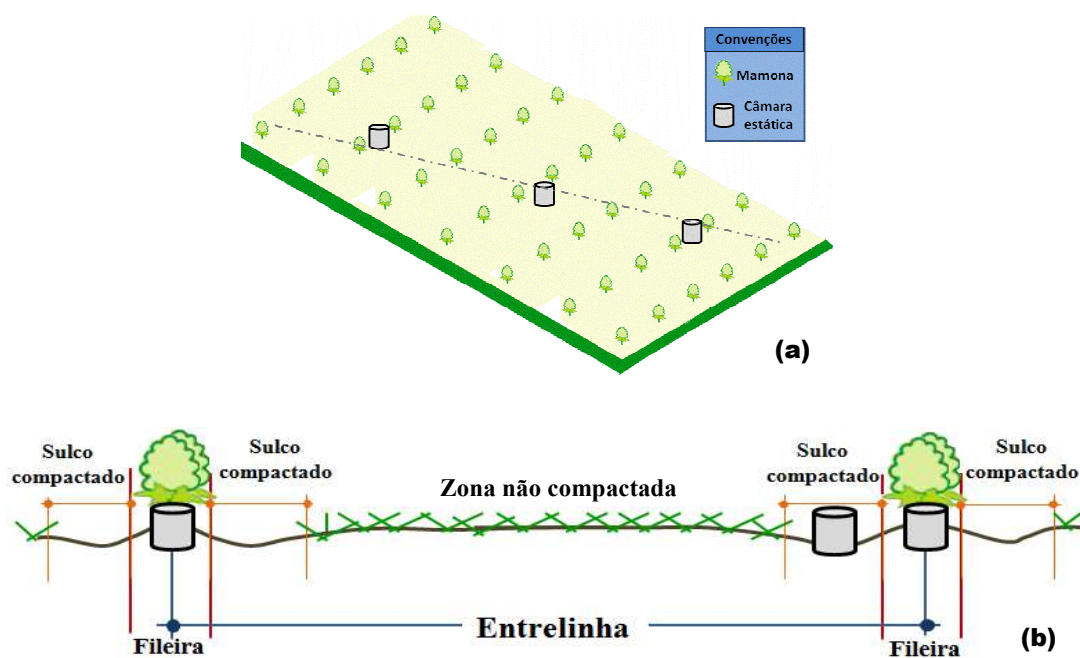 Convenções
Mamona
Câmara
estática
(a)
Sulco
compactado
Sulco
compactado
Zona não compactada
Sulco
compactado
Sulco
compactado
Entrelinha
Fileira
Fileira
(b)